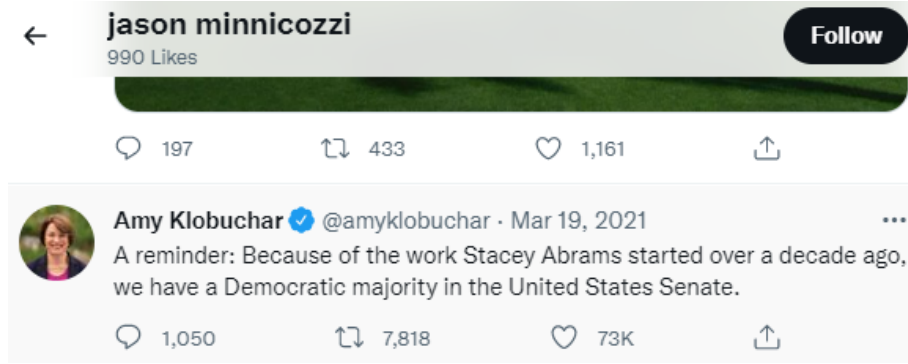 jason minnicozzi
990 Likes
Follow
197 433 1,161
Amy Klobuchar @amyklobuchar · Mar 19, 2021
A reminder: Because of the work Stacey Abrams started over a decade ago,
we have a Democratic majority in the United States Senate.
1,050 7,818 73K